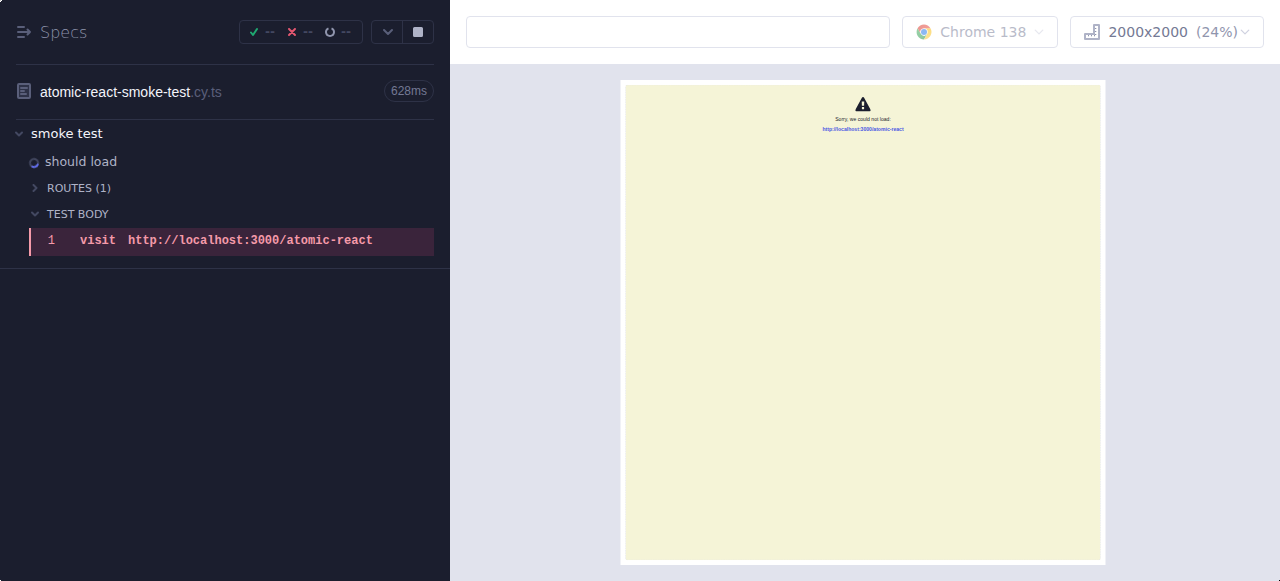 Specs
--
--
--
Chrome 138
2000x2000 (24%)
atomic-react-smoke-test.cy.ts
628ms
smoke test
should load
ROUTES (1)
TEST BODY
1 visit http://localhost:3000/atomic-react
Sorry, we could not load:
http://localhost:3000/atomic-react